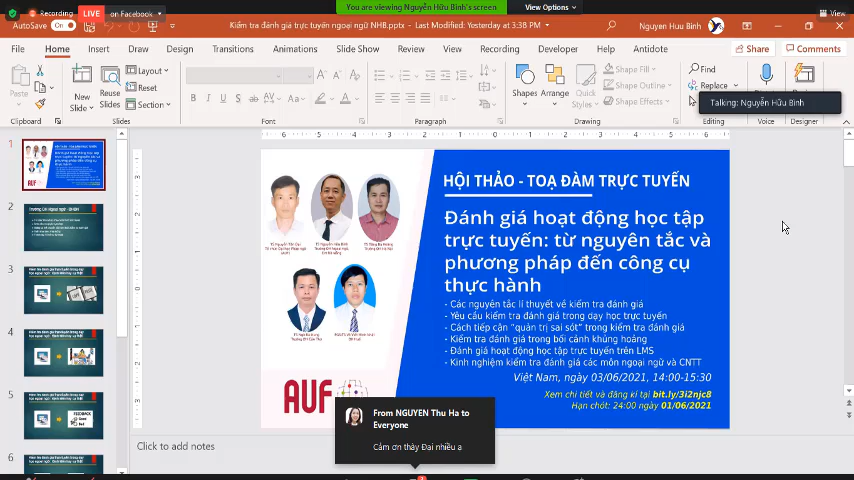 You are viewing Nguyễn Hữu Bình's screen
View Options
Recording
LIVE
on Facebook
View
AutoSave
On
Kiểm tra đánh giá trực tuyến ngoại ngữ NHB.pptx - Last Modified: Yesterday at 3:38 PM
Nguyen Huu Binh
File
Home
Insert
Draw
Design
Transitions
Animations
Slide Show
Review
View
Help
Antidote
Share
Comments
Paste
New
Slide
Reuse
Slides
Layout
Reset
Section
Shapes
Arrange
Quick
Styles
Shape Fill
Shape Outline
Shape Effects
Find
Replace
Talking: Nguyễn Hữu Bình
Clipboard
Slides
Font
Paragraph
Drawing
Editing
Voice
Designer
HỘI THẢO - TOẠ ĐÀM TRỰC TUYẾN
Đánh giá hoạt động học tập
trực tuyến: từ nguyên tắc và
phương pháp đến công cụ
thực hành
- Các nguyên tắc lí thuyết về kiểm tra đánh giá
- Yêu cầu kiểm tra đánh giá trong dạy học trực tuyến
- Cách tiếp cận "quản trị sai sót" trong kiểm tra đánh giá
- Kiểm tra đánh giá trong bối cảnh khủng hoảng
- Đánh giá hoạt động học tập trực tuyến trên LMS
- Kinh nghiệm kiểm tra đánh giá các môn ngoại ngữ và CNTT
Việt Nam, ngày 03/06/2021, 14:00-15:30
Xem chi tiết và đăng kí tại bit.ly/3i2njc8
Hạn chót: 24:00 ngày 01/06/2021
AUF
From NGUYEN Thu Ha to
Everyone
Cảm ơn thầy Đại nhiều ạ
Click to add notes
1
2
3
4
5
6